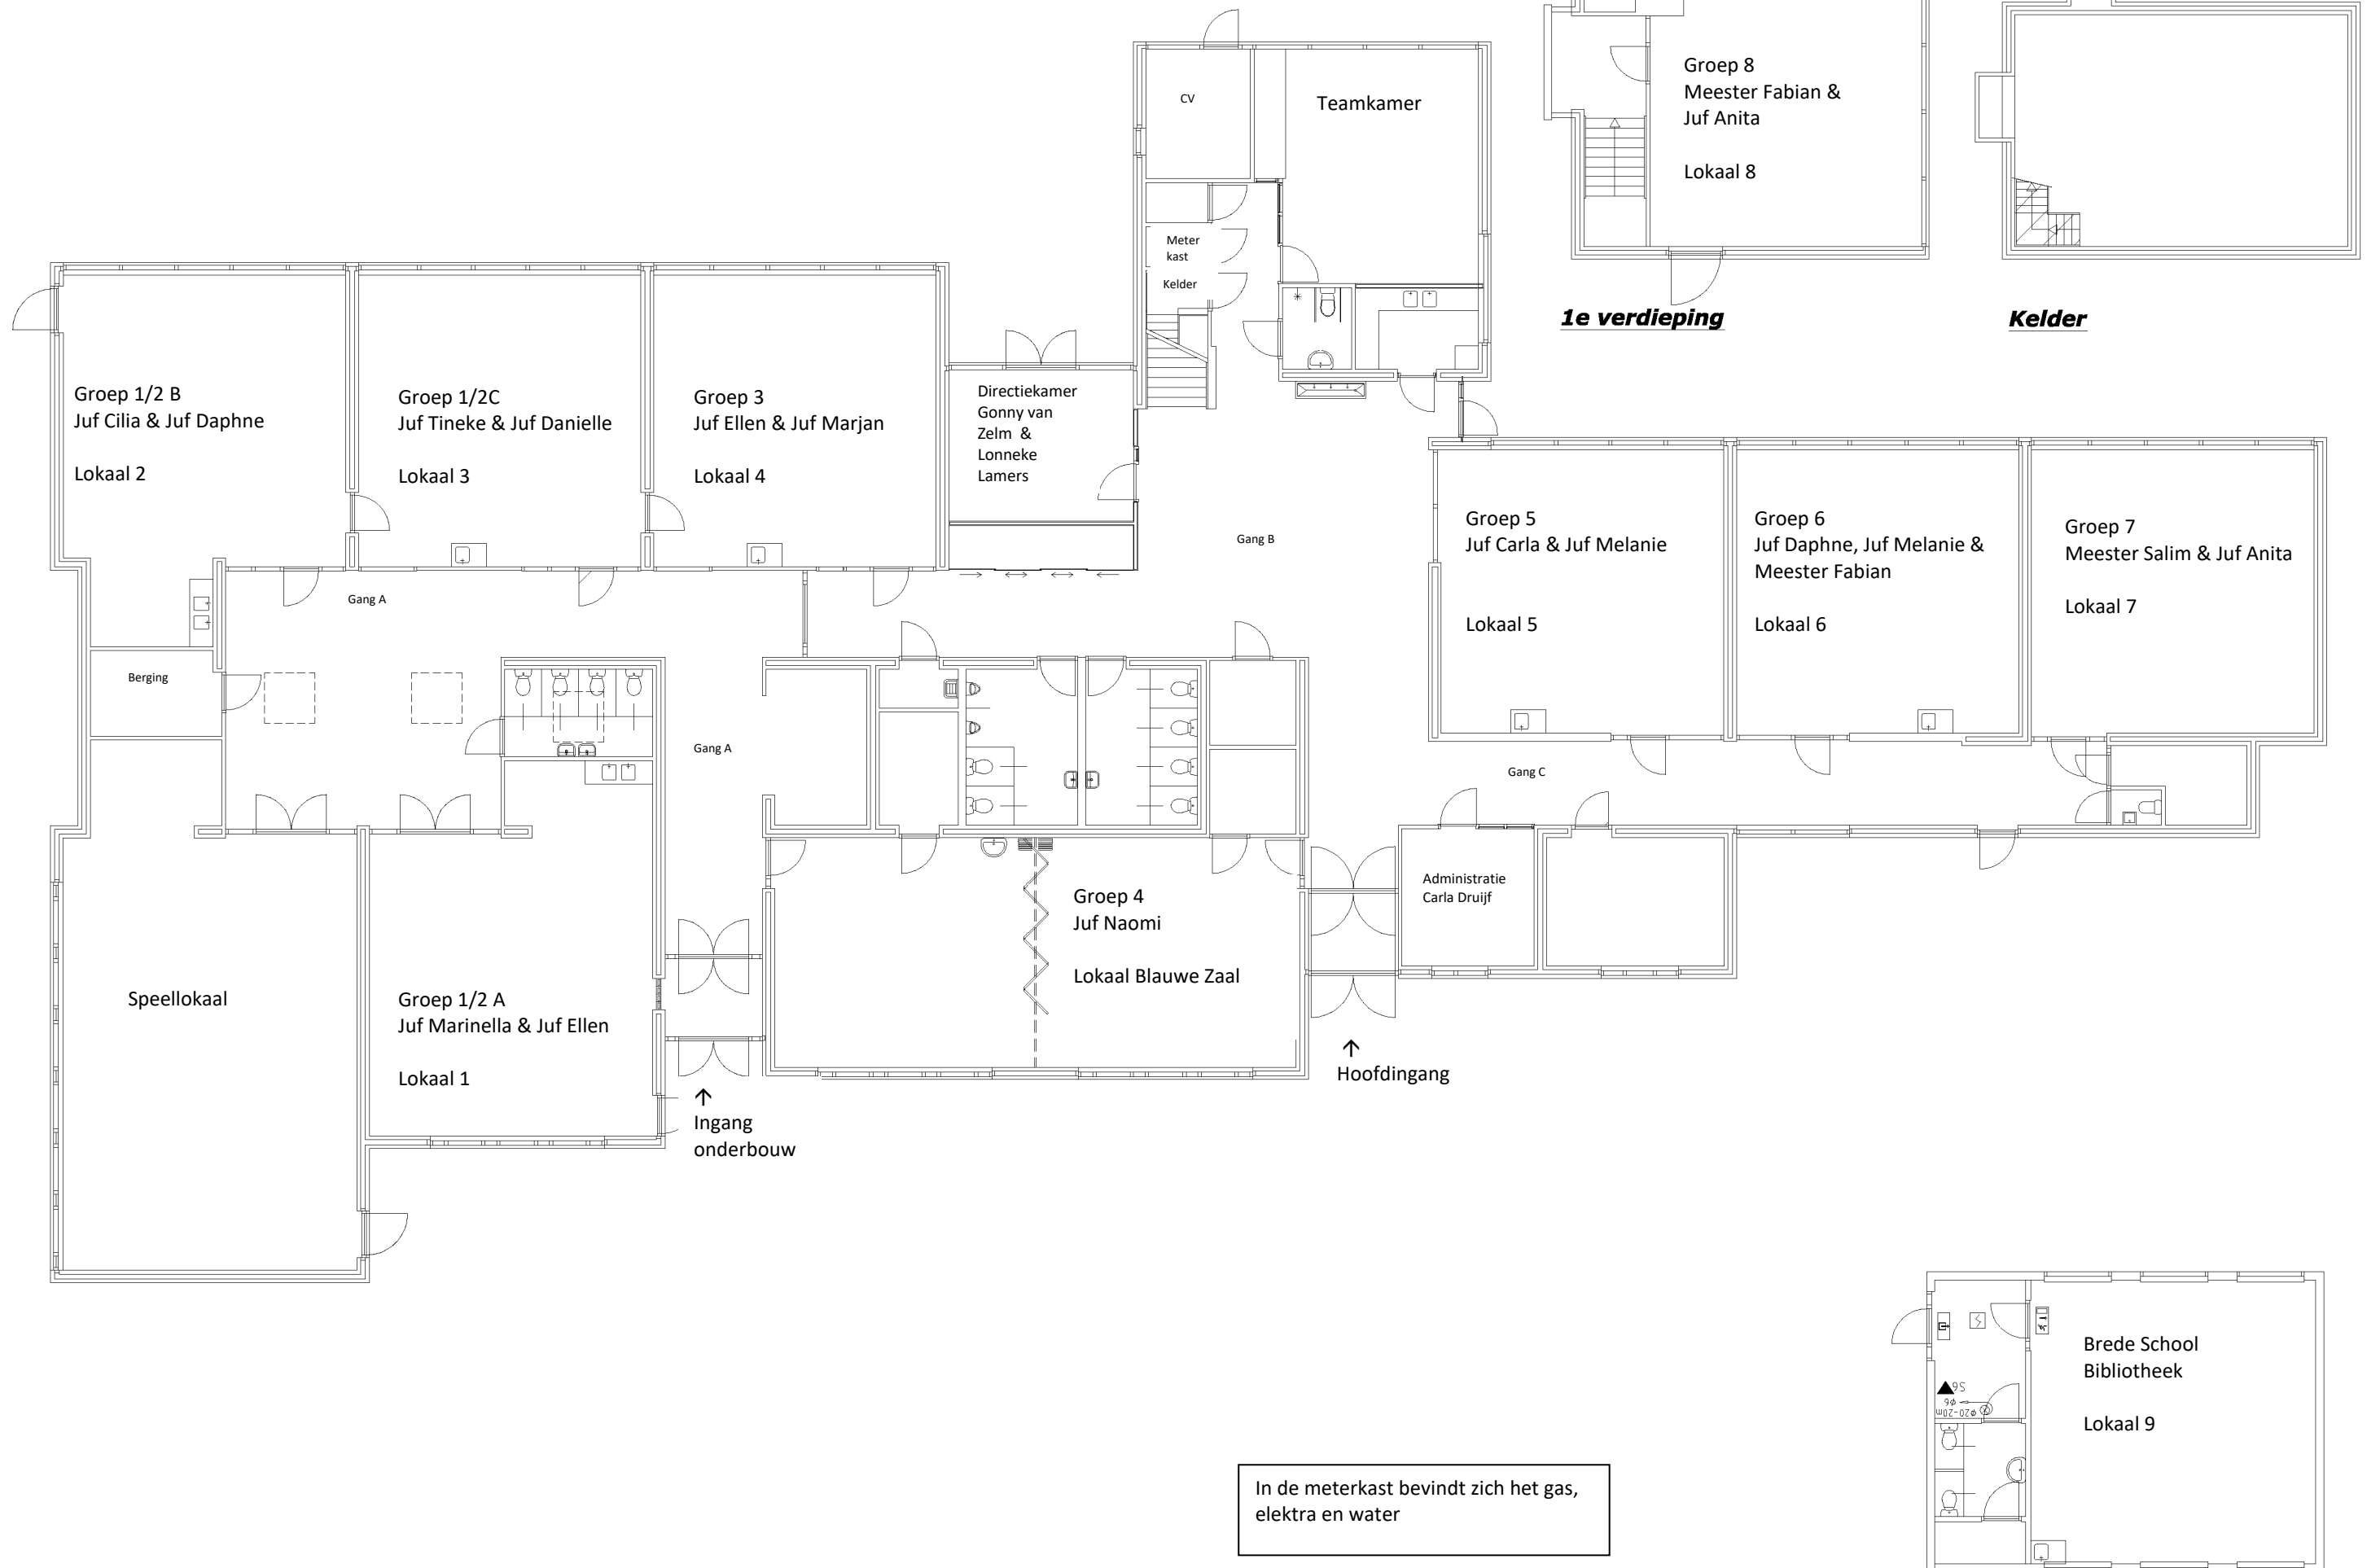 CV
Teamkamer
Groep 8
Meester Fabian &
Juf Anita
Lokaal 8
Meter
kast
Kelder
1e verdieping
Kelder
Groep 1/2 B
Juf Cilia & Juf Daphne
Lokaal 2
Groep 1/2C
Juf Tineke & Juf Danielle
Lokaal 3
Groep 3
Juf Ellen & Juf Marjan
Lokaal 4
Directiekamer
Gonny van
Zelm &
Lonneke
Lamers
Gang B
Groep 5
Juf Carla & Juf Melanie
Lokaal 5
Groep 6
Juf Daphne, Juf Melanie &
Meester Fabian
Lokaal 6
Groep 7
Meester Salim & Juf Anita
Lokaal 7
Gang A
Berging
Gang A
Gang C
Administratie
Carla Druijf
Groep 4
Juf Naomi
Lokaal Blauwe Zaal
Speellokaal
Groep 1/2 A
Juf Marinella & Juf Ellen
Lokaal 1
↑
Ingang
onderbouw
↑
Hoofdingang
Brede School
Bibliotheek
Lokaal 9
In de meterkast bevindt zich het gas,
elektra en water